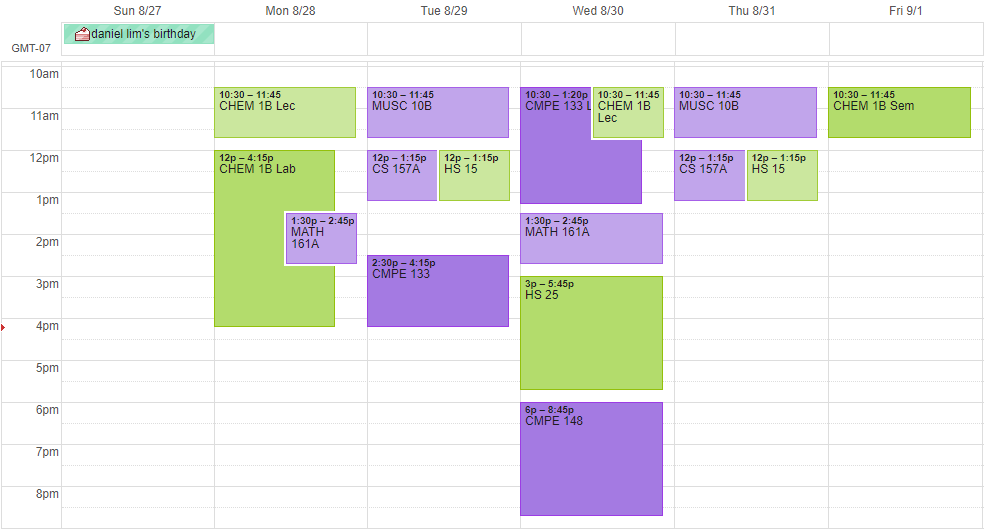 Sun 8/27
Mon 8/28
Tue 8/29
Wed 8/30
Thu 8/31
Fri 9/1
GMT-07
daniel lim's birthday
10am
11am
12pm
1pm
2pm
3pm
4pm
5pm
6pm
7pm
8pm
10:30 – 11:45
CHEM 1B Lec
12p – 4:15p
CHEM 1B Lab
1:30p – 2:45p
MATH
161A
10:30 – 11:45
MUSC 10B
12p – 1:15p
CS 157A
12p – 1:15p
HS 15
2:30p – 4:15p
CMPE 133
10:30 – 1:20p
CMPE 133 L
10:30 – 11:45
CHEM 1B
Lec
1:30p – 2:45p
MATH 161A
3p – 5:45p
HS 25
6p – 8:45p
CMPE 148
10:30 – 11:45
MUSC 10B
12p – 1:15p
CS 157A
12p – 1:15p
HS 15
10:30 – 11:45
CHEM 1B Sem